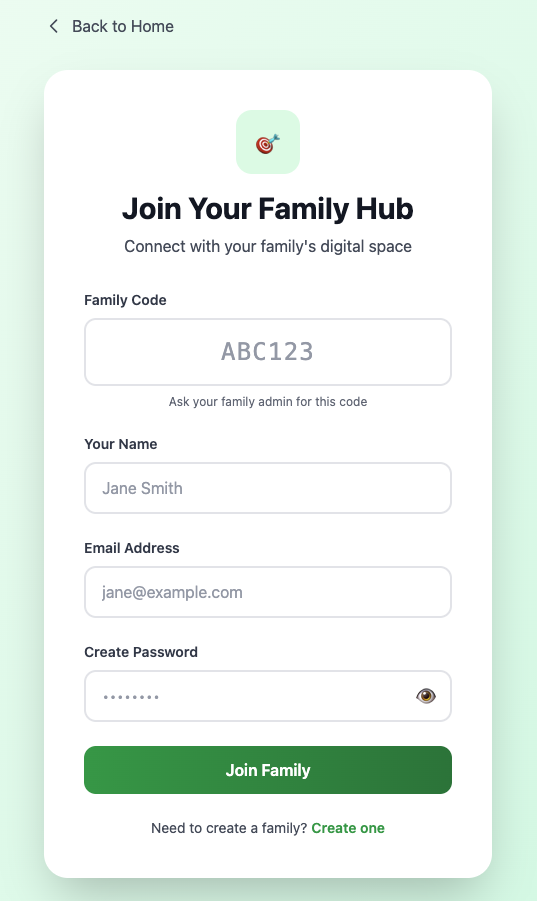 Back to Home
Join Your Family Hub
Connect with your family's digital space
Family Code
ABC123
Ask your family admin for this code
Your Name
Jane Smith
Email Address
jane@example.com
Create Password
••••••••
Join Family
Need to create a family? Create one